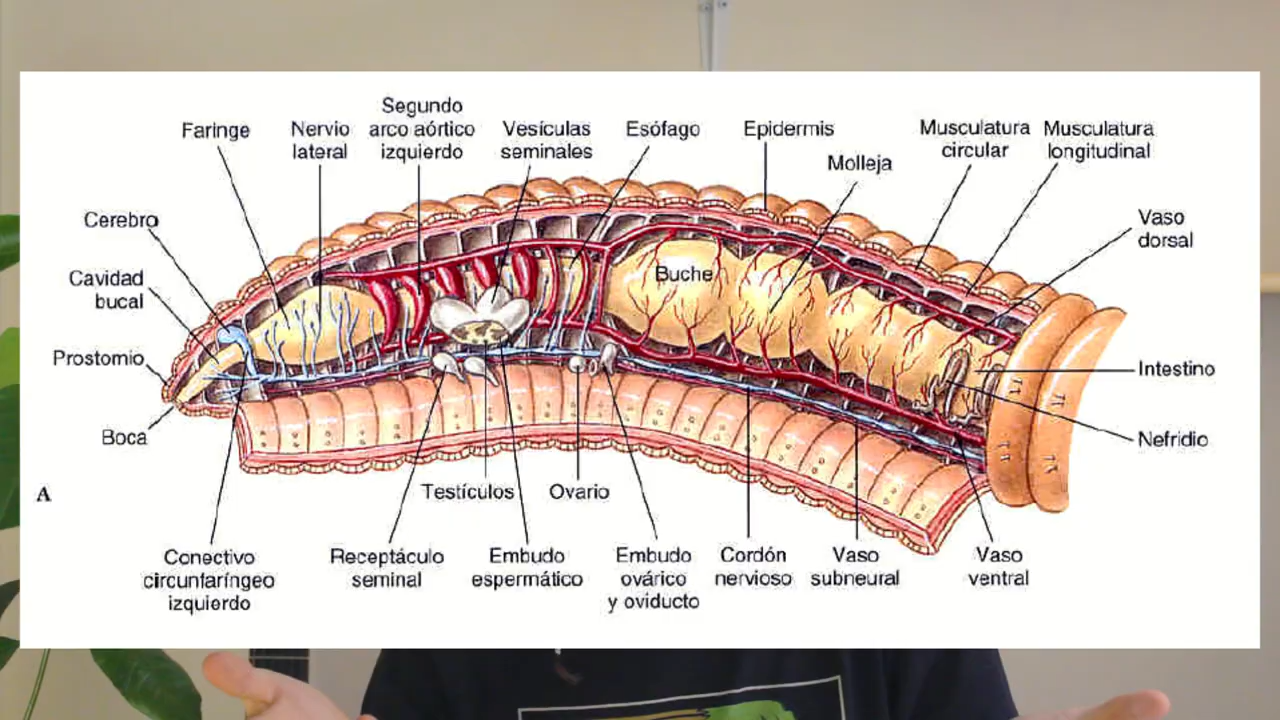 Faringe
Nervio
lateral
Segundo
arco aórtico
izquierdo
Vesículas
seminales
Esófago
Epidermis
Molleja
Musculatura
circular
Musculatura
longitudinal
Vaso
dorsal
Cerebro
Cavidad
bucal
Buche
Prostomio
Boca
Intestino
Nefridio
A
Testículos
Ovario
Conectivo
circunfaríngeo
izquierdo
Receptáculo
seminal
Embudo
espermático
Embudo
ovárico
y oviducto
Cordón
nervioso
Vaso
subneural
Vaso
ventral